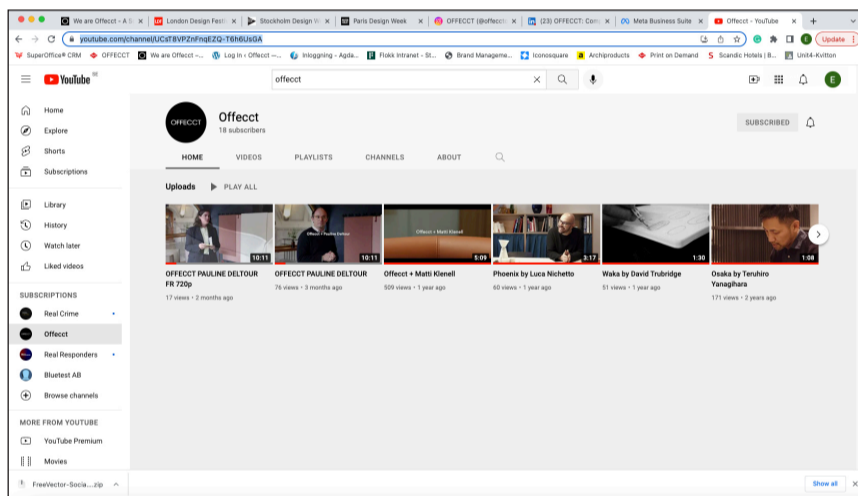 We are Offecct – A S
London Design Festi
Stockholm Design W
Paris Design Week
OFFECCT (@offecct
(23) OFFECCT: Com
Meta Business Suite
Offecct - YouTube
youtube.com/channel/UCsT8VPZnFnqEZQ-T6h6UsGA
Update
SuperOffice® CRM
OFFECCT
We are Offecct –...
Log In ‹ Offecct —...
Inloggning - Agda...
Flokk Intranet - St...
Brand Manageme...
Iconosquare
Archiproducts
Print on Demand
Scandic Hotels | B...
Unit4-Kvitton
YouTube SE
offecct
E
Home
Explore
Shorts
Subscriptions
Library
History
Watch later
Liked videos
SUBSCRIPTIONS
Real Crime
Offecct
Real Responders
Bluetest AB
Browse channels
MORE FROM YOUTUBE
YouTube Premium
Movies
OFFECCT
Offecct
18 subscribers
SUBSCRIBED
HOME
VIDEOS
PLAYLISTS
CHANNELS
ABOUT
Uploads
PLAY ALL
10:11
OFFECCT PAULINE DELTOUR
FR 720p
17 views • 2 months ago
Offecct + Pauline Deltour
10:11
OFFECCT PAULINE DELTOUR
76 views • 3 months ago
Offecct + Matti Klenell
5:09
Offecct + Matti Klenell
509 views • 1 year ago
3:17
Phoenix by Luca Nichetto
60 views • 1 year ago
1:30
Waka by David Trubridge
51 views • 1 year ago
1:08
Osaka by Teruhiro
Yanagihara
171 views • 2 years ago
FreeVector-Socia....zip
Show all